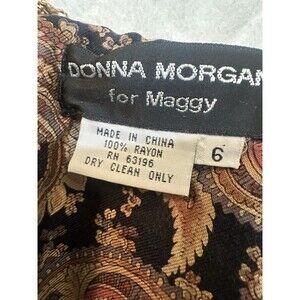 DONNA MORGAN
for Maggy
MADE IN CHINA
100% RAYON
RN 63196
DRY CLEAN ONLY
6